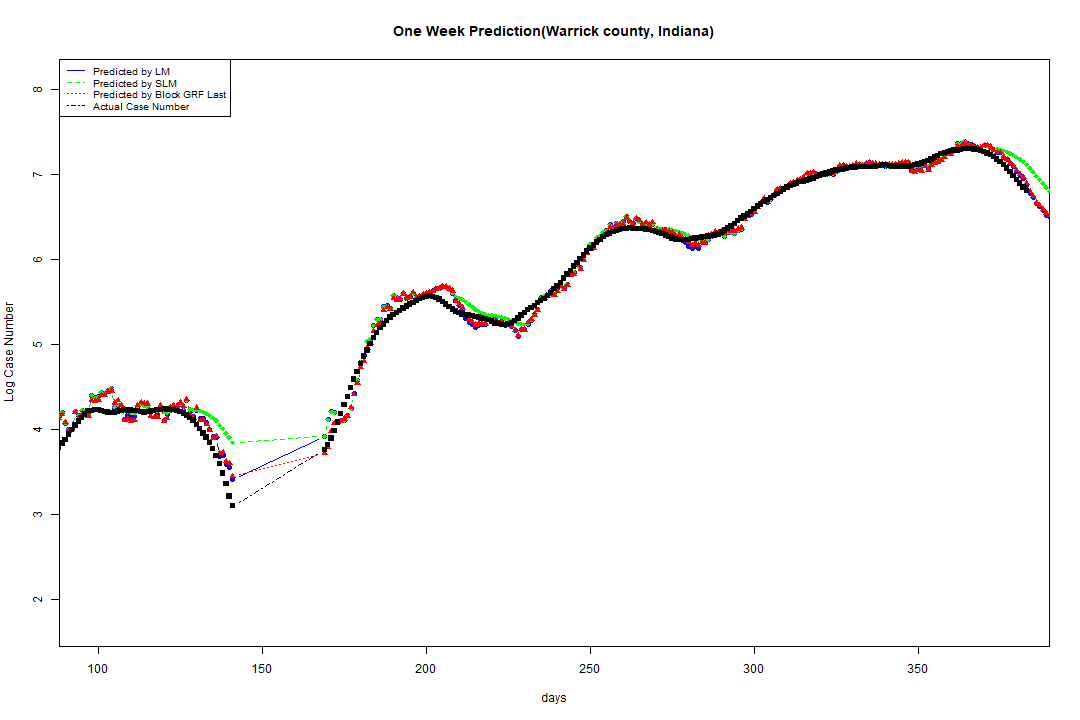 One Week Prediction(Warrick county, Indiana)
Predicted by LM
Predicted by SLM
Predicted by Block GRF Last
Actual Case Number
8
7
6
5
4
3
2
Log Case Number
100 150 200 250 300 350
days